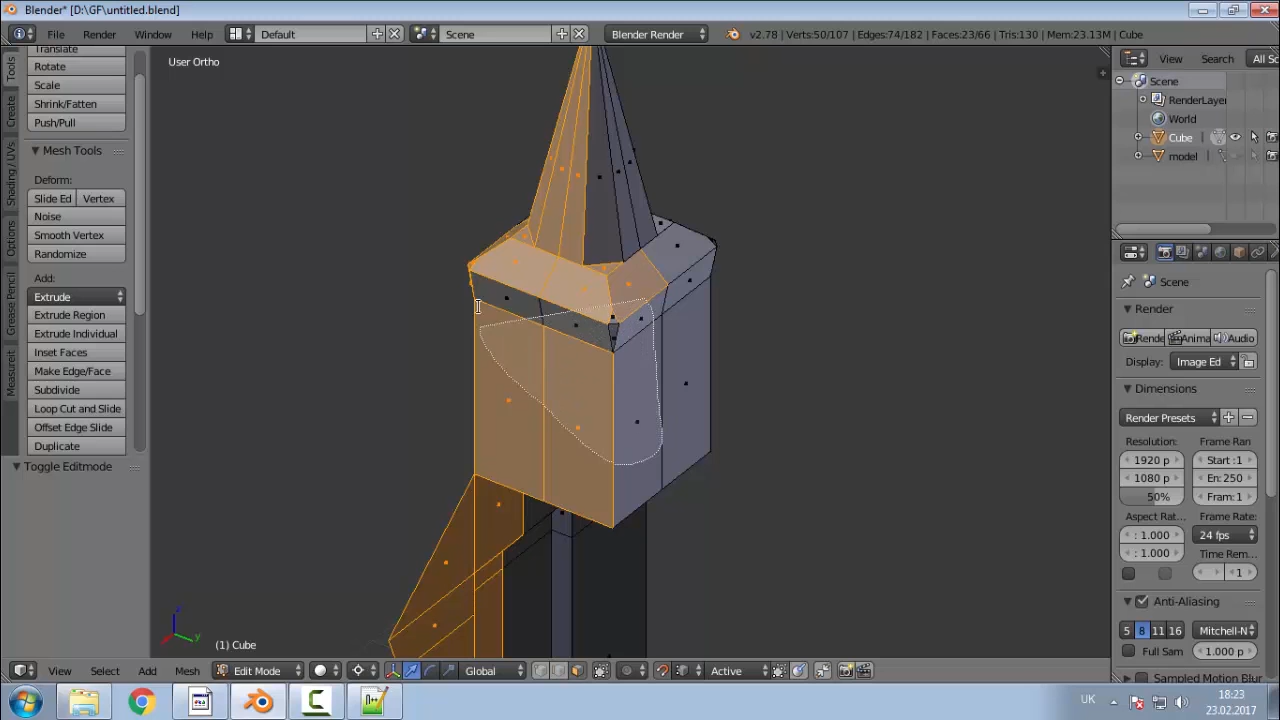 Blender* [D:\GF\untitled.blend]
File Render Window Help Default Scene Blender Render v2.78 | Verts:50/107 | Edges:74/182 | Faces:23/66 | Tris:130 | Mem:23.13M | Cube
Tools
Create
Shading / UVs
Options
Grease Pencil
Measureit
Translate
Rotate
Scale
Shrink/Fatten
Push/Pull
Mesh Tools
Deform:
Slide Ed Vertex
Noise
Smooth Vertex
Randomize
Add:
Extrude
Extrude Region
Extrude Individual
Inset Faces
Make Edge/Face
Subdivide
Loop Cut and Slide
Offset Edge Slide
Duplicate
Toggle Editmode
User Ortho
z
y
(1) Cube
View Select Add Mesh Edit Mode Global Active
View Search All Sc
Scene
RenderLayer
World
Cube
model
Scene
Render
Rende Anima Audio
Display: Image Ed
Dimensions
Render Presets
Resolution: Frame Ran
1920 p Start :1
1080 p En: 250
50% Fram: 1
Aspect Rat... Frame Rate:
: 1.000 24 fps
: 1.000 Time Rem...
1
Anti-Aliasing
5 8 11 16 Mitchell-N
Full Sam 1.000 p
Sampled Motion Blur
UK 18:23
23.02.2017